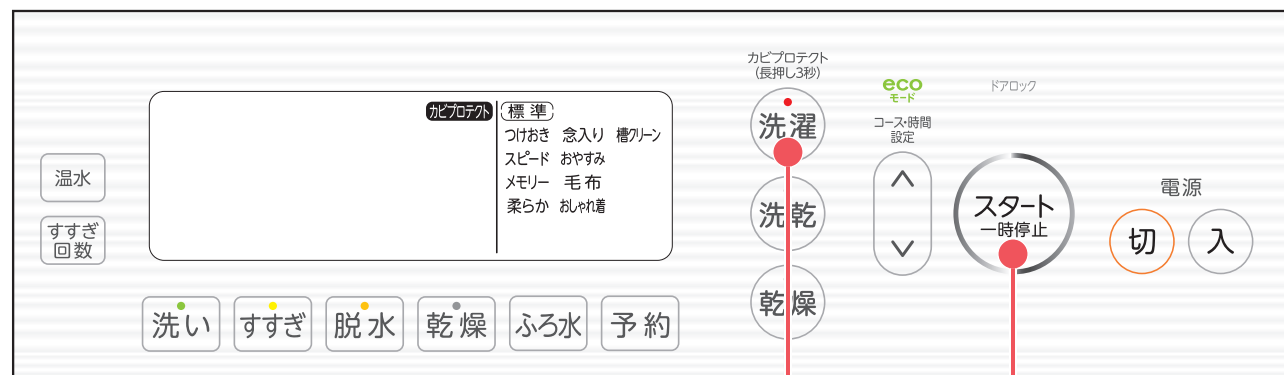 カビプロテクト
(長押し3秒)
eco
モード
ドアロック
カビプロテクト
標準
つけおき 念入り 槽クリーン
スピード おやすみ
メモリー 毛布
柔らか おしゃれ着
洗濯
コース・時間
設定
温水
すすぎ
回数
洗乾
スタート
一時停止
電源
切
入
乾燥
洗い
すすぎ
脱水
乾燥
ふろ水
予約